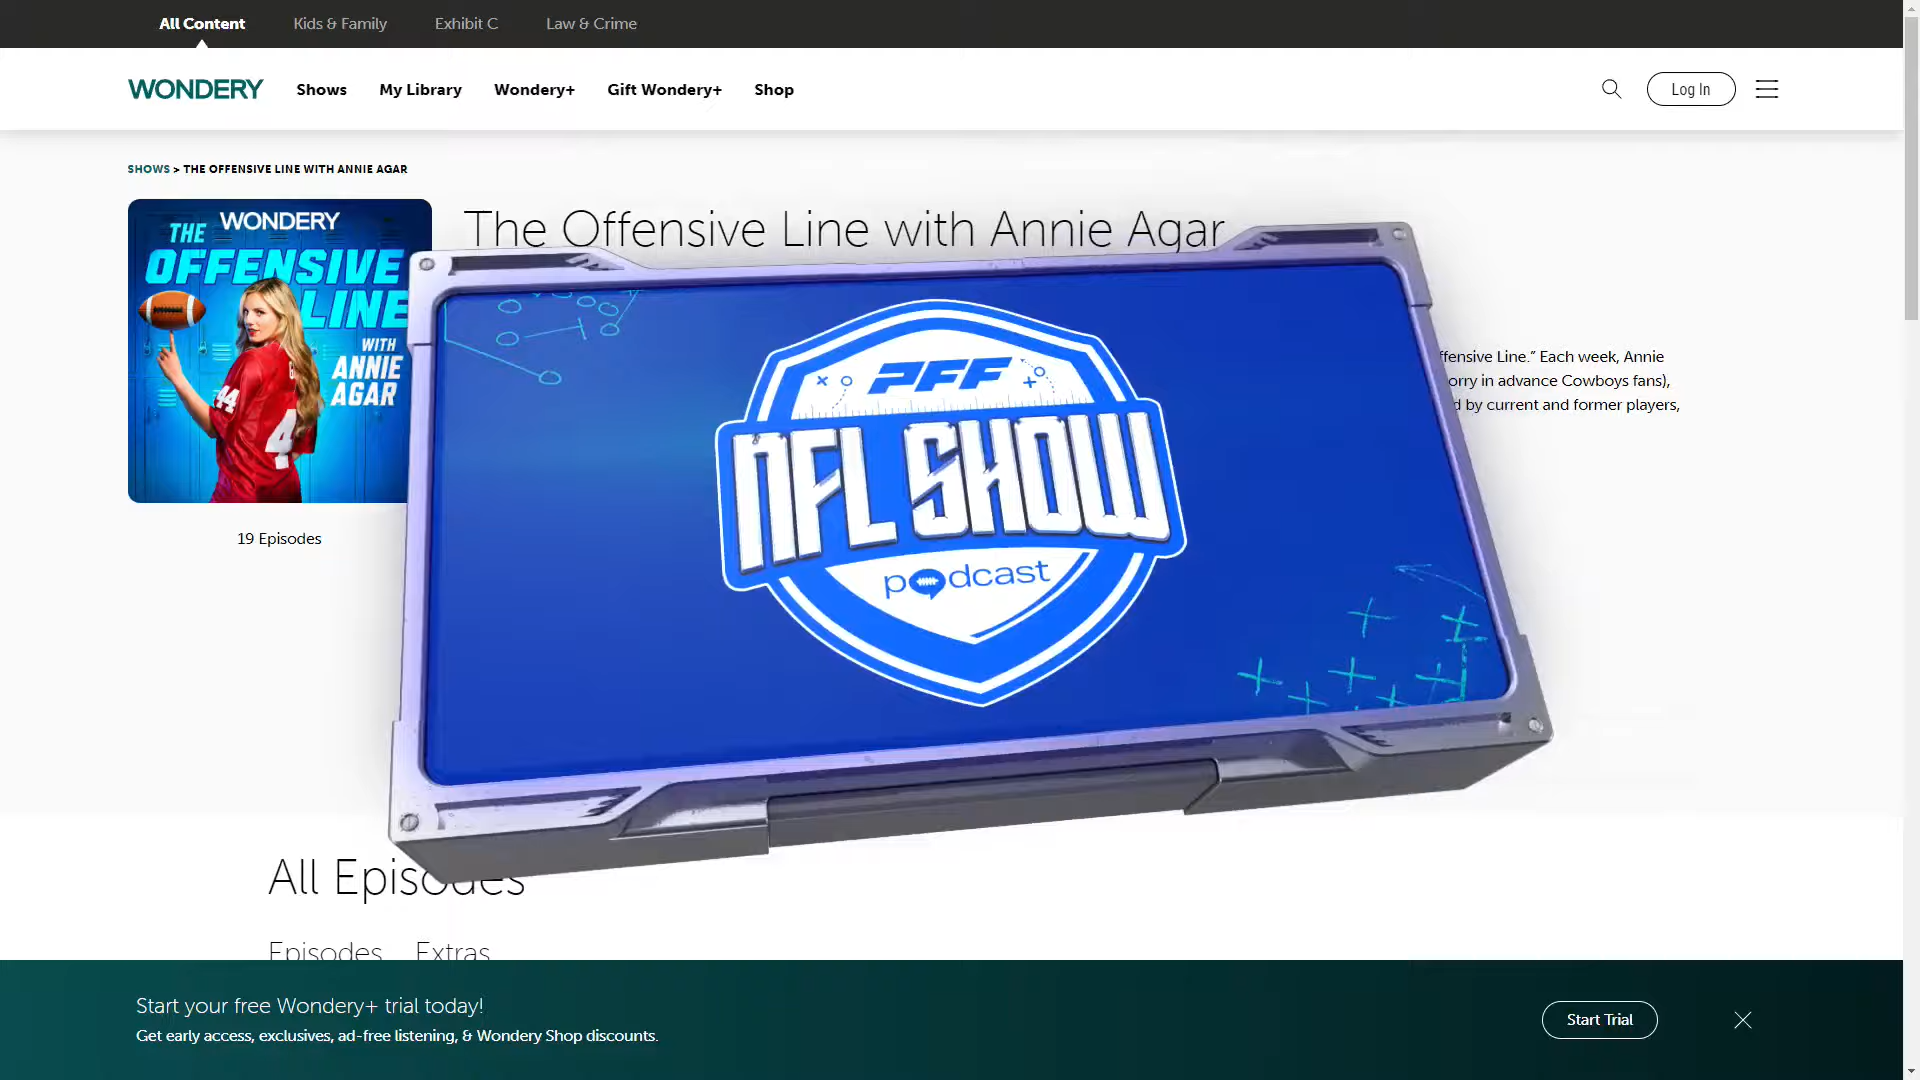 All Content Kids & Family Exhibit C Law & Crime
WONDERY Shows My Library Wondery+ Gift Wondery+ Shop Log In
SHOWS > THE OFFENSIVE LINE WITH ANNIE AGAR
The Offensive Line with Annie Agar
WONDERY
THE
OFFENSIVE
LINE
WITH
ANNIE
AGAR
44
4
19 Episodes
PFF
NFL SHOW
podcast
Line.” Each week, Annie
in advance Cowboys fans),
by current and former players,
All Episodes
Episodes Extras
Start your free Wondery+ trial today!
Get early access, exclusives, ad-free listening, & Wondery Shop discounts.
Start Trial